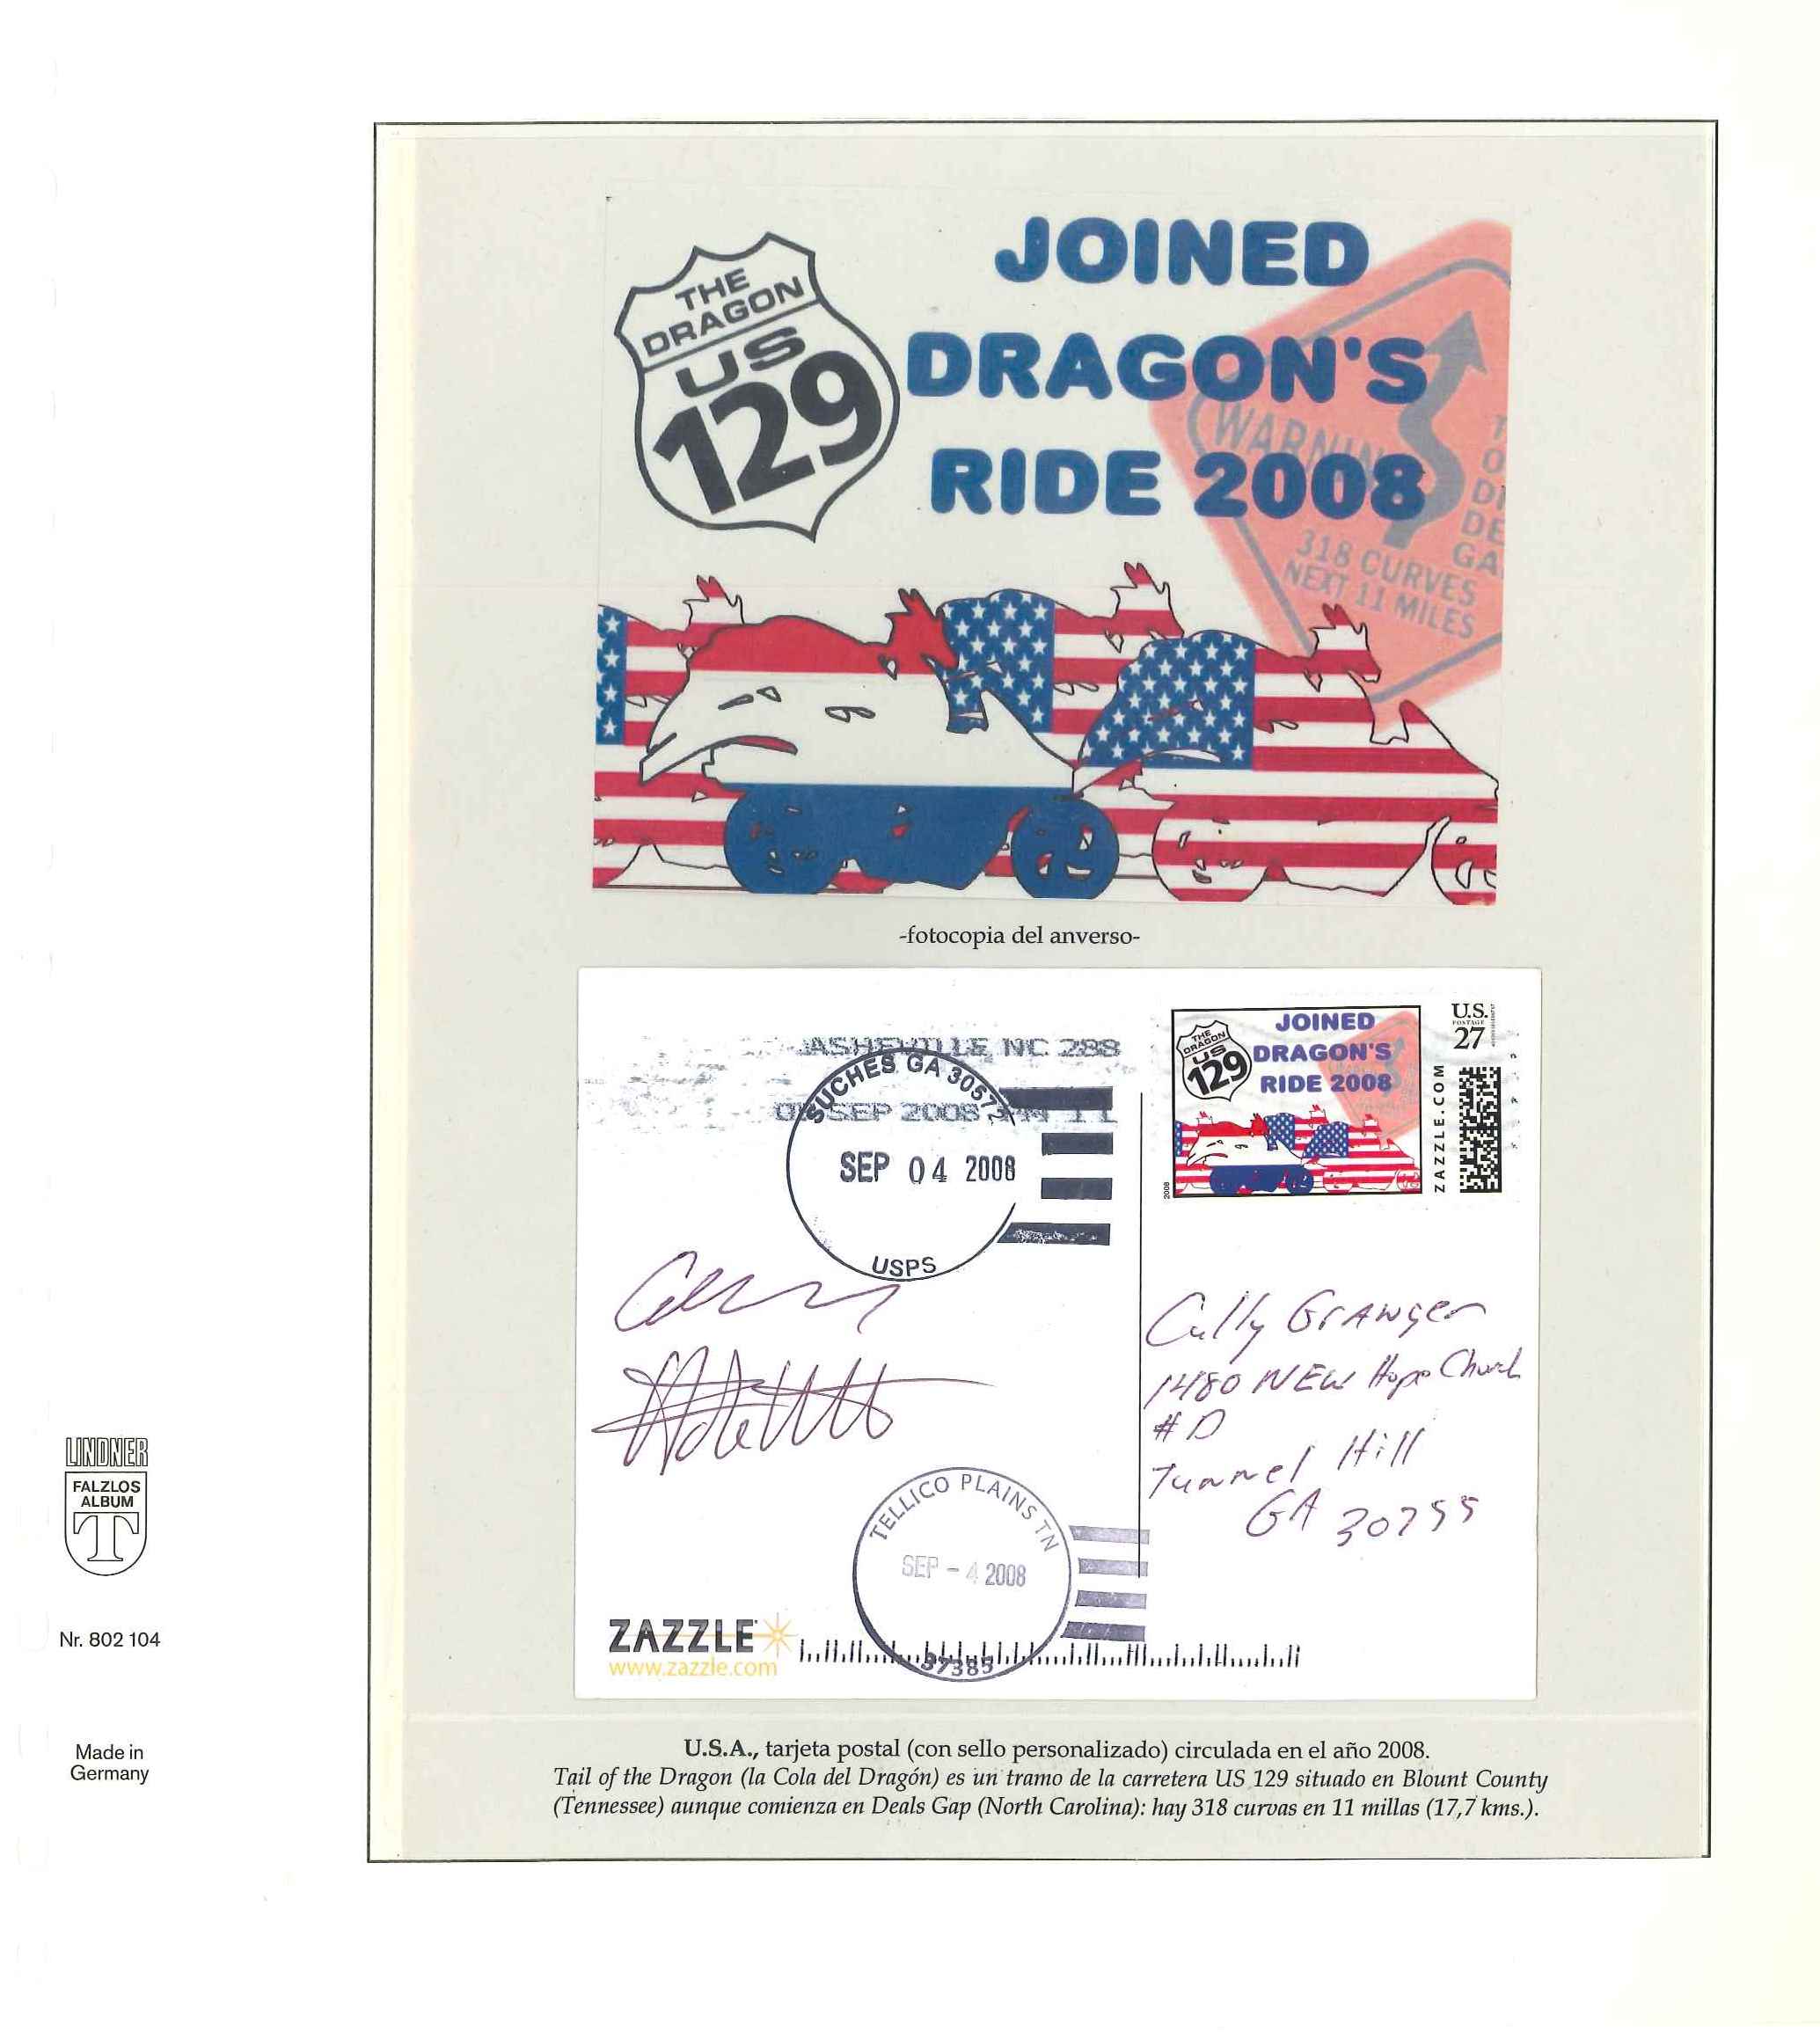 THE
DRAGON
US
129
JOINED
DRAGON'S
RIDE 2008
WARNIN
318 CURVES
NEXT 11 MILES
T
O
DI
DE
GA
-fotocopia del anverso-
ASHEVILLE NC 288
SEP 2008
SUCHES GA 30572
SEP 04 2008
USPS
THE
DRAGON
US
129
JOINED
DRAGON'S
RIDE 2008
2008
U.S.
POSTAGE
27
ZAZZLE.COM
Cully Granger
1480 NEW Hope Church
# D
Tunnel Hill
GA 30755
TELLICO PLAINS TN
SEP - 4 2008
37385
ZAZZLE
www.zazzle.com
U.S.A., tarjeta postal (con sello personalizado) circulada en el año 2008.
Tail of the Dragon (la Cola del Dragón) es un tramo de la carretera US 129 situado en Blount County
(Tennessee) aunque comienza en Deals Gap (North Carolina): hay 318 curvas en 11 millas (17,7 kms.).
LINDNER
FALZLOS
ALBUM
T
Nr. 802 104
Made in
Germany